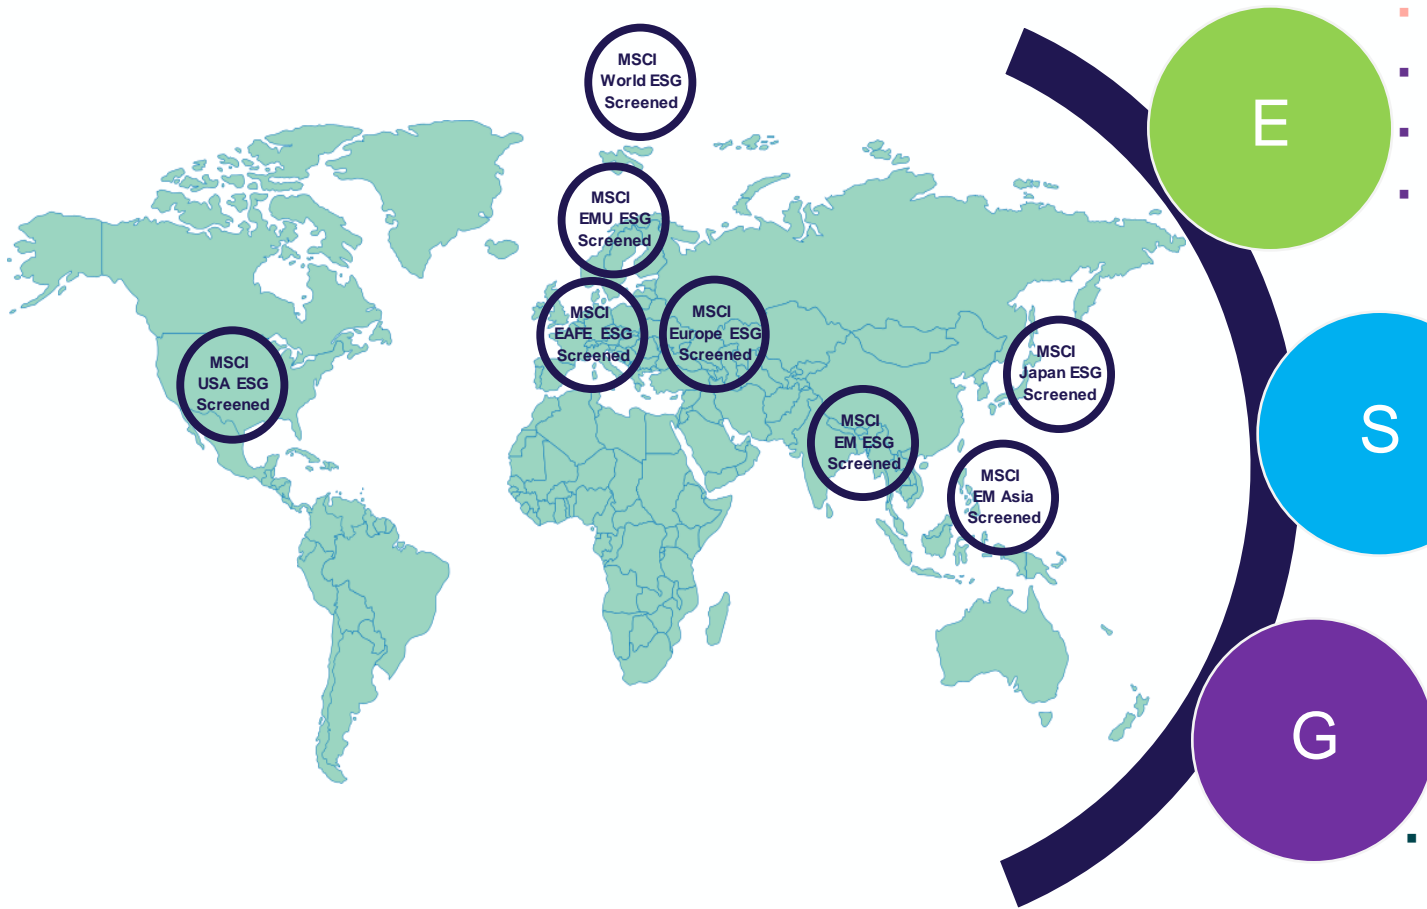 MSCI
World ESG
Screened
MSCI
EMU ESG
Screened
MSCI
EAFE ESG
Screened
MSCI
Europe ESG
Screened
MSCI
USA ESG
Screened
MSCI
Japan ESG
Screened
MSCI
EM ESG
Screened
MSCI
EM Asia
Screened
E
S
G